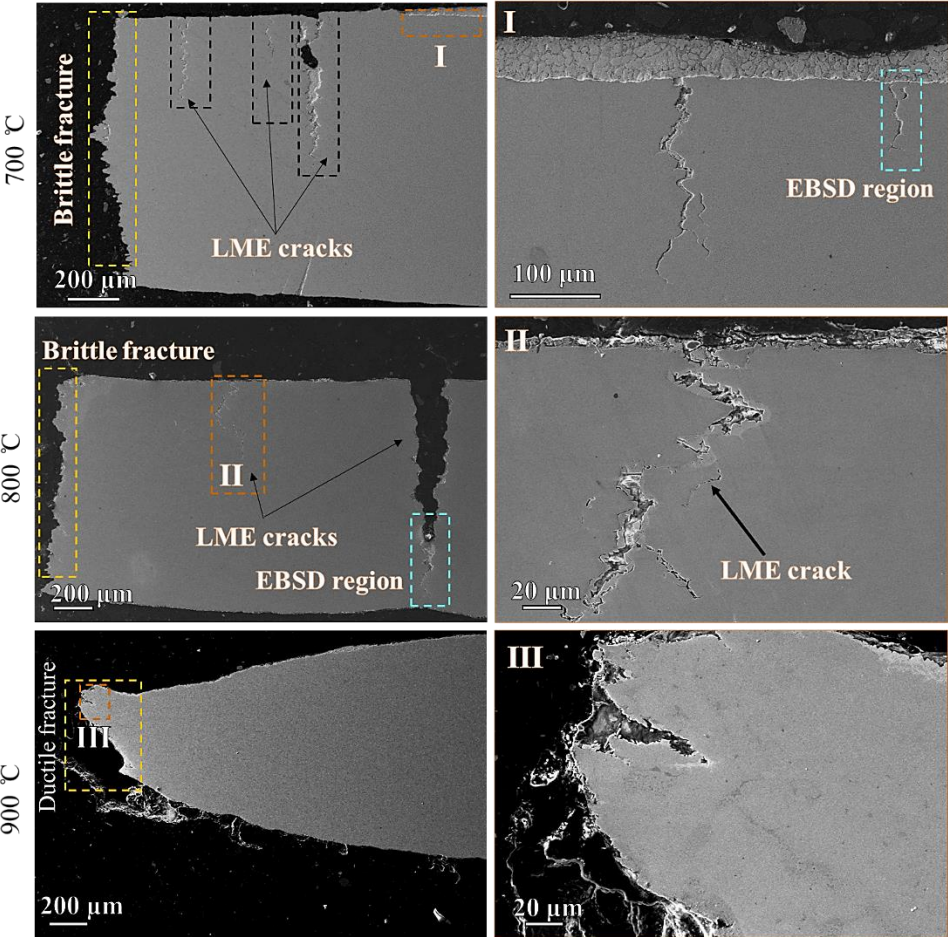 700 ℃
Brittle fracture
I
LME cracks
200 µm
I
EBSD region
100 µm
800 ℃
Brittle fracture
II
LME cracks
EBSD region
200 µm
II
LME crack
20 µm
900 ℃
Ductile fracture
III
200 µm
III
20 µm